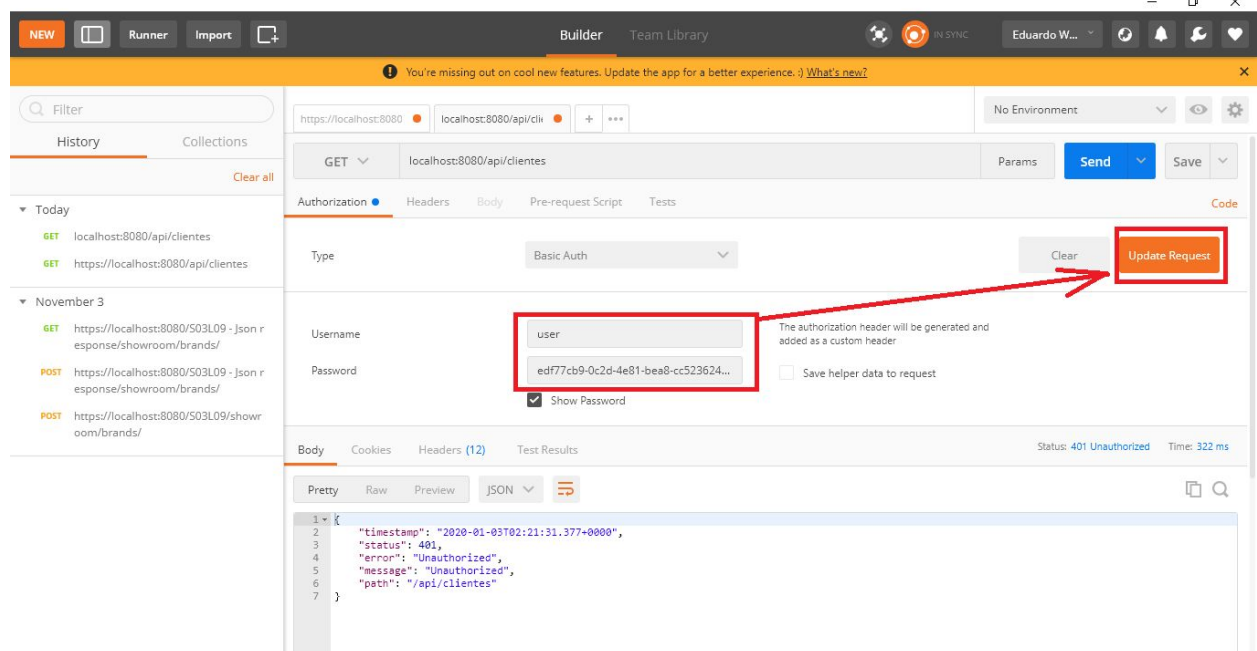 NEW Runner Import Builder Team Library IN SYNC Eduardo W...
You're missing out on cool new features. Update the app for a better experience. :) What's new?
Filter
History Collections
Clear all
Today
GET localhost:8080/api/clientes
GET https://localhost:8080/api/clientes
November 3
GET https://localhost:8080/S03L09 - Json r
esponse/showroom/brands/
POST https://localhost:8080/S03L09 - Json r
esponse/showroom/brands/
POST https://localhost:8080/S03L09/showr
oom/brands/
https://localhost:8080 localhost:8080/api/clie + ••• No Environment
GET localhost:8080/api/clientes Params Send Save
Authorization Headers Body Pre-request Script Tests Code
Type Basic Auth Clear Update Request
Username user
Password edf77cb9-0c2d-4e81-bea8-cc523624...
Show Password
The authorization header will be generated and
added as a custom header
Save helper data to request
Body Cookies Headers (12) Test Results Status: 401 Unauthorized Time: 322 ms
Pretty Raw Preview JSON
1 {
2 "timestamp": "2020-01-03T02:21:31.377+0000",
3 "status": 401,
4 "error": "Unauthorized",
5 "message": "Unauthorized",
6 "path": "/api/clientes"
7 }